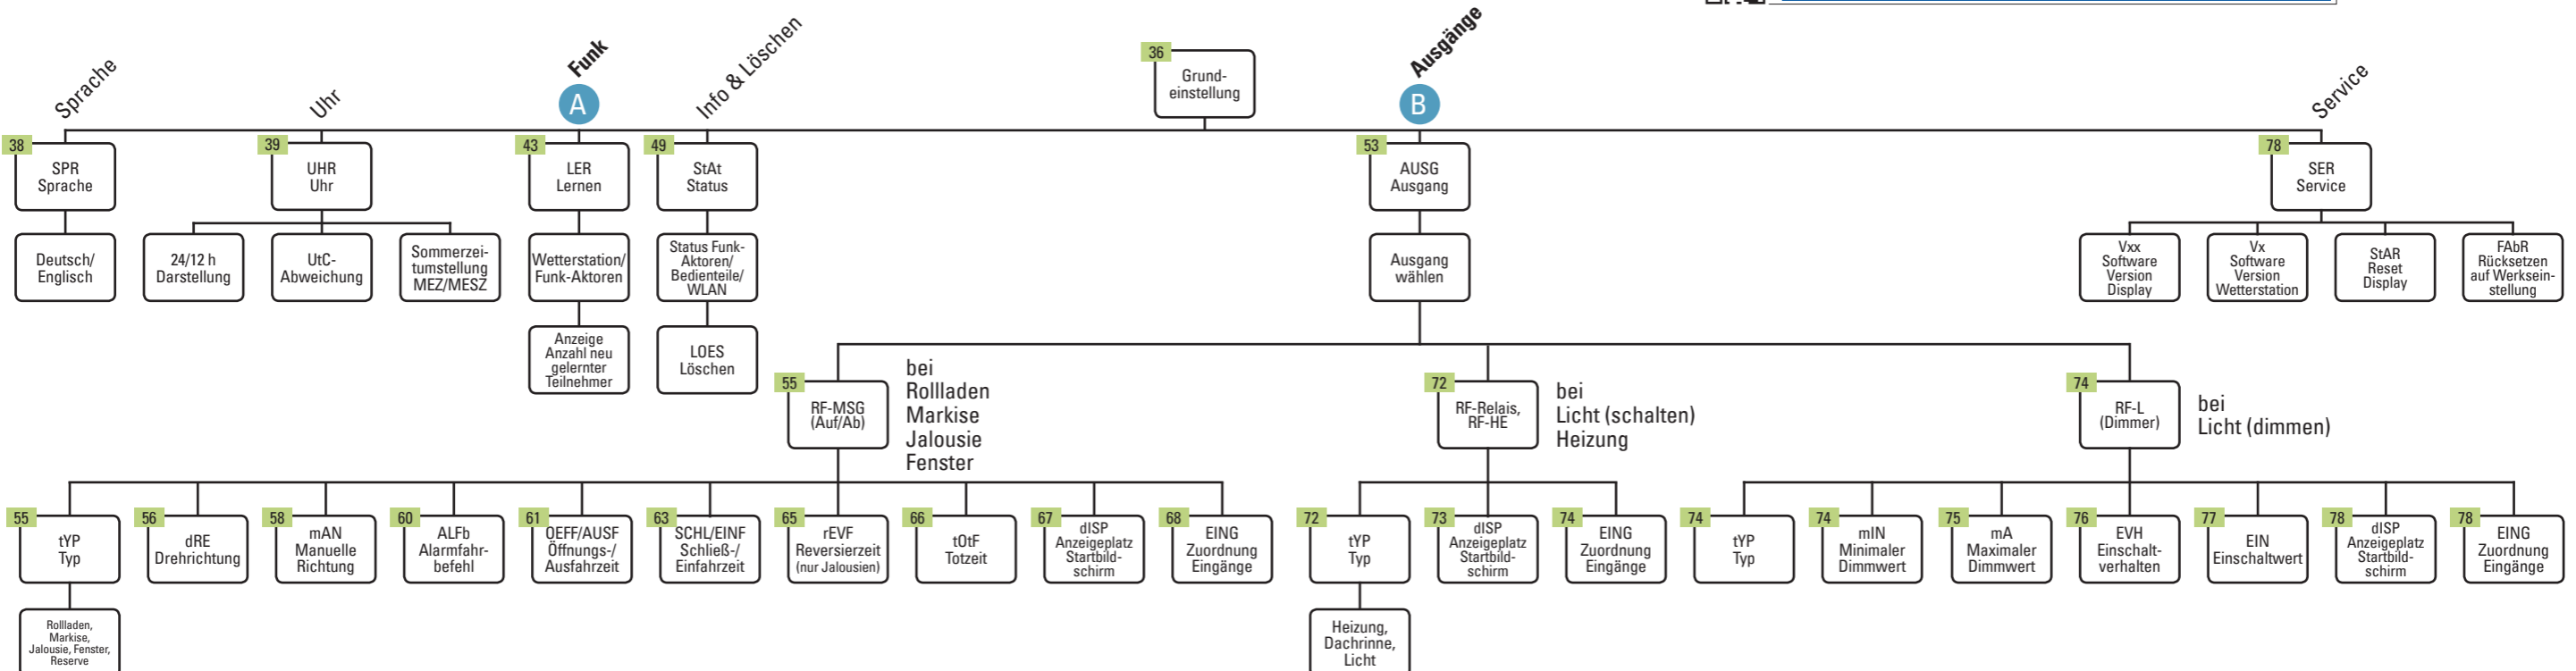 Sprache
Uhr
Funk
A
Info & Löschen
36
Grund-
einstellung
Ausgänge
B
Service
38
SPR
Sprache
39
UHR
Uhr
43
LER
Lernen
49
StAt
Status
53
AUSG
Ausgang
78
SER
Service
Deutsch/
Englisch
24/12 h
Darstellung
UtC-
Abweichung
Sommerzei-
tumstellung
MEZ/MESZ
Wetterstation/
Funk-Aktoren
Status Funk-
Aktoren/
Bedienteile/
WLAN
Ausgang
wählen
Vxx
Software
Version
Display
Vx
Software
Version
Wetterstation
StAR
Reset
Display
FAbR
Rücksetzen
auf Werksein-
stellung
Anzeige
Anzahl neu
gelernter
Teilnehmer
LOES
Löschen
55
RF-MSG
(Auf/Ab)
bei
Rollladen
Markise
Jalousie
Fenster
72
RF-Relais,
RF-HE
bei
Licht (schalten)
Heizung
74
RF-L
(Dimmer)
bei
Licht (dimmen)
55
tYP
Typ
56
dRE
Drehrichtung
58
mAN
Manuelle
Richtung
60
ALFb
Alarmfahr-
befehl
61
OEFF/AUSF
Öffnungs-/
Ausfahrzeit
63
SCHL/EINF
Schließ-/
Einfahrzeit
65
rEVF
Reversierzeit
(nur Jalousien)
66
tOtF
Totzeit
67
dISP
Anzeigeplatz
Startbild-
schirm
68
EING
Zuordnung
Eingänge
72
tYP
Typ
73
dISP
Anzeigeplatz
Startbild-
schirm
74
EING
Zuordnung
Eingänge
74
tYP
Typ
74
mIN
Minimaler
Dimmwert
75
mA
Maximaler
Dimmwert
76
EVH
Einschalt-
verhalten
77
EIN
Einschaltwert
78
dISP
Anzeigeplatz
Startbild-
schirm
78
EING
Zuordnung
Eingänge
Rollladen,
Markise,
Jalousie, Fenster,
Reserve
Heizung,
Dachrinne,
Licht